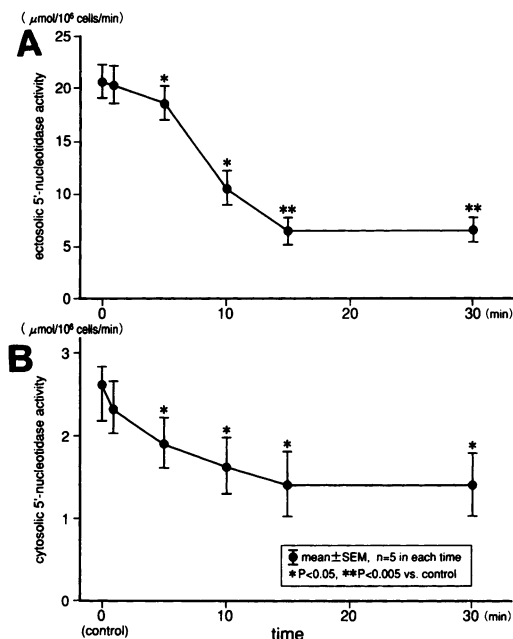 ( μmol/10⁶ cells/min)
A
25
20
15
10
5
0
ectosolic 5'-nucleotidase activity
*
*
**
**
0 10 20 30 (min)
( μmol/10⁶ cells/min)
B
3
2
1
0
cytosolic 5'-nucleotidase activity
*
*
*
*
mean±SEM, n=5 in each time
*P<0.05, **P<0.005 vs. control
0 10 20 30 (min)
(control) time